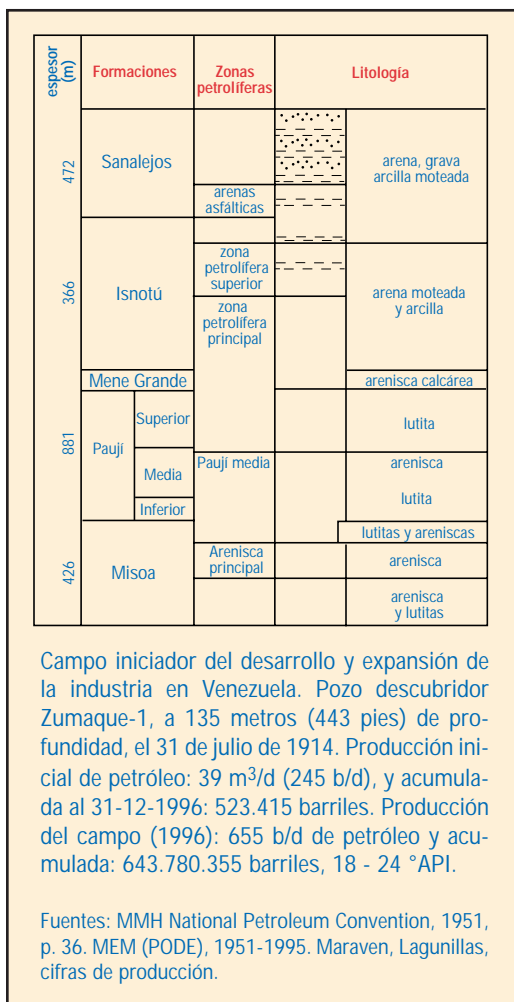 espesor
(m)
Formaciones
Zonas
petrolíferas
Litología
472
Sanalejos
arenas
asfálticas
arena, grava
arcilla moteada
366
Isnotú
zona
petrolífera
superior
zona
petrolífera
principal
arena moteada
y arcilla
Mene Grande
arenisca calcárea
881
Paují
Superior
lutita
Media
Paují media
arenisca
lutita
Inferior
lutitas y areniscas
426
Misoa
Arenisca
principal
arenisca
arenisca
y lutitas
Campo iniciador del desarrollo y expansión de
la industria en Venezuela. Pozo descubridor
Zumaque-1, a 135 metros (443 pies) de pro-
fundidad, el 31 de julio de 1914. Producción ini-
cial de petróleo: 39 m³/d (245 b/d), y acumula-
da al 31-12-1996: 523.415 barriles. Producción
del campo (1996): 655 b/d de petróleo y acu-
mulada: 643.780.355 barriles, 18 - 24 °API.
Fuentes: MMH National Petroleum Convention, 1951,
p. 36. MEM (PODE), 1951-1995. Maraven, Lagunillas,
cifras de producción.